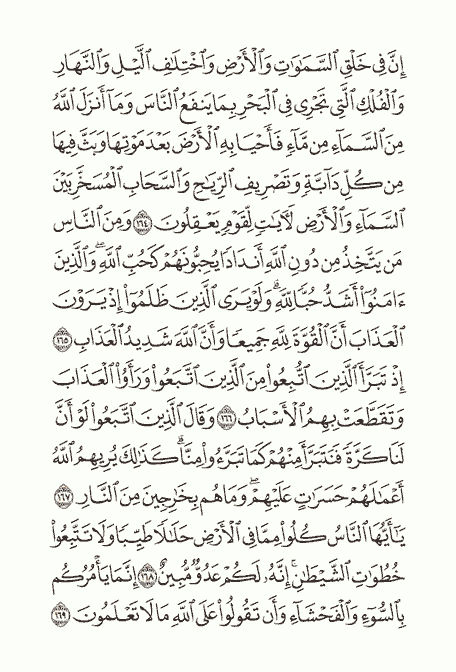 إِنَّ فِي خَلْقِ ٱلسَّمَٰوَٰتِ وَٱلْأَرْضِ وَٱخْتِلَٰفِ ٱلَّيْلِ وَٱلنَّهَارِ
وَٱلْفُلْكِ ٱلَّتِي تَجْرِي فِي ٱلْبَحْرِ بِمَا يَنفَعُ ٱلنَّاسَ وَمَآ أَنزَلَ ٱللَّهُ
مِنَ ٱلسَّمَآءِ مِن مَّآءٍ فَأَحْيَا بِهِ ٱلْأَرْضَ بَعْدَ مَوْتِهَا وَبَثَّ فِيهَا
مِن كُلِّ دَآبَّةٍ وَتَصْرِيفِ ٱلرِّيَٰحِ وَٱلسَّحَابِ ٱلْمُسَخَّرِ بَيْنَ
ٱلسَّمَآءِ وَٱلْأَرْضِ لَأٓيَٰتٍ لِّقَوْمٍ يَعْقِلُونَ ١٦٤ وَمِنَ ٱلنَّاسِ
مَن يَتَّخِذُ مِن دُونِ ٱللَّهِ أَندَادًا يُحِبُّونَهُمْ كَحُبِّ ٱللَّهِۖ وَٱلَّذِينَ
ءَامَنُوٓا۟ أَشَدُّ حُبًّا لِّلَّهِۗ وَلَوْ يَرَى ٱلَّذِينَ ظَلَمُوٓا۟ إِذْ يَرَوْنَ
ٱلْعَذَابَ أَنَّ ٱلْقُوَّةَ لِلَّهِ جَمِيعًا وَأَنَّ ٱللَّهَ شَدِيدُ ٱلْعَذَابِ ١٦٥
إِذْ تَبَرَّأَ ٱلَّذِينَ ٱتُّبِعُوا۟ مِنَ ٱلَّذِينَ ٱتَّبَعُوا۟ وَرَأَوُا۟ ٱلْعَذَابَ
وَتَقَطَّعَتْ بِهِمُ ٱلْأَسْبَابُ ١٦٦ وَقَالَ ٱلَّذِينَ ٱتَّبَعُوا۟ لَوْ أَنَّ
لَنَا كَرَّةً فَنَتَبَرَّأَ مِنْهُمْ كَمَا تَبَرَّءُوا۟ مِنَّاۗ كَذَٰلِكَ يُرِيهِمُ ٱللَّهُ
أَعْمَٰلَهُمْ حَسَرَٰتٍ عَلَيْهِمْۖ وَمَا هُم بِخَٰرِجِينَ مِنَ ٱلنَّارِ ١٦٧
يَٰٓأَيُّهَا ٱلنَّاسُ كُلُوا۟ مِمَّا فِي ٱلْأَرْضِ حَلَٰلًا طَيِّبًا وَلَا تَتَّبِعُوا۟
خُطُوَٰتِ ٱلشَّيْطَٰنِۚ إِنَّهُۥ لَكُمْ عَدُوٌّ مُّبِينٌ ١٦٨ إِنَّمَا يَأْمُرُكُم
بِٱلسُّوٓءِ وَٱلْفَحْشَآءِ وَأَن تَقُولُوا۟ عَلَى ٱللَّهِ مَا لَا تَعْلَمُونَ ١٦٩